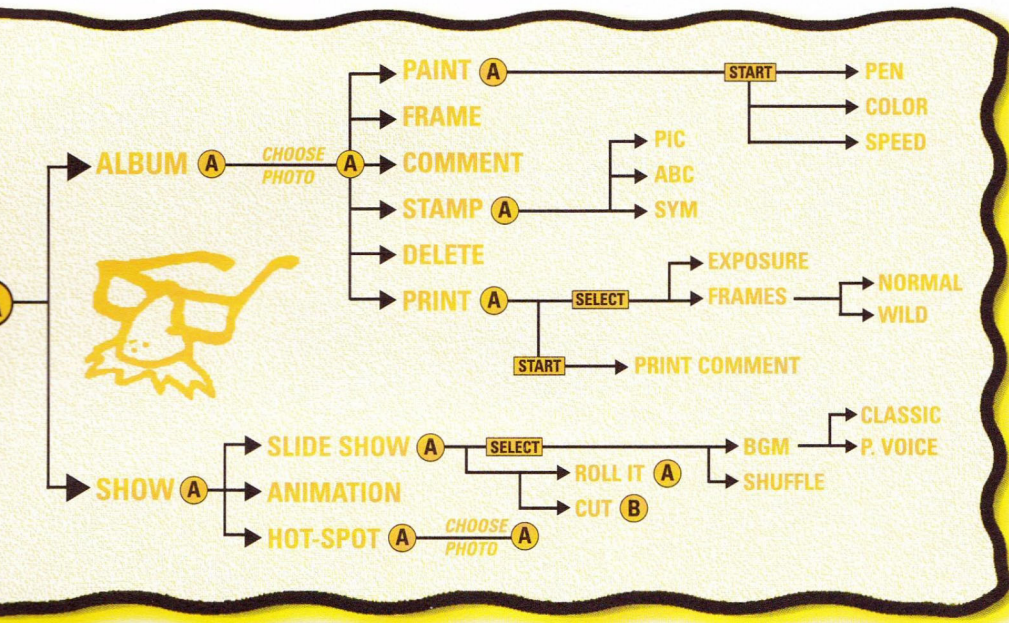 PAINT A START PEN
COLOR
SPEED
FRAME
ALBUM A CHOOSE PHOTO A COMMENT
PIC
ABC
STAMP A SYM
DELETE
EXPOSURE
PRINT A SELECT FRAMES NORMAL
WILD
START PRINT COMMENT
CLASSIC
SLIDE SHOW A SELECT BGM P. VOICE
ROLL IT A SHUFFLE
SHOW A ANIMATION
CUT B
HOT-SPOT A CHOOSE PHOTO A